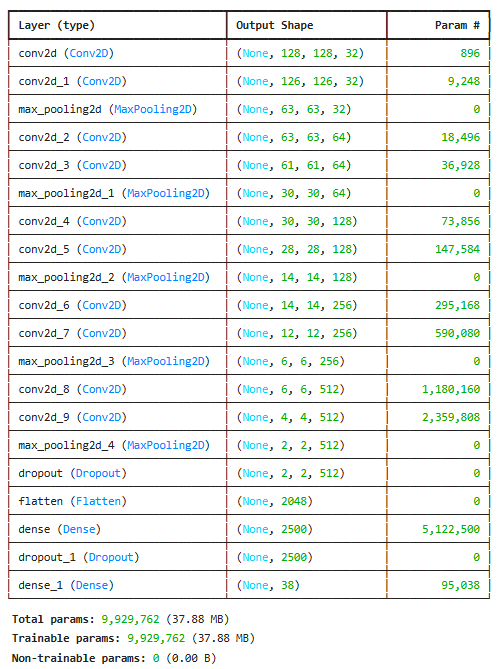 Layer (type) Output Shape Param #
conv2d (Conv2D) (None, 128, 128, 32) 896
conv2d_1 (Conv2D) (None, 126, 126, 32) 9,248
max_pooling2d (MaxPooling2D) (None, 63, 63, 32) 0
conv2d_2 (Conv2D) (None, 63, 63, 64) 18,496
conv2d_3 (Conv2D) (None, 61, 61, 64) 36,928
max_pooling2d_1 (MaxPooling2D) (None, 30, 30, 64) 0
conv2d_4 (Conv2D) (None, 30, 30, 128) 73,856
conv2d_5 (Conv2D) (None, 28, 28, 128) 147,584
max_pooling2d_2 (MaxPooling2D) (None, 14, 14, 128) 0
conv2d_6 (Conv2D) (None, 14, 14, 256) 295,168
conv2d_7 (Conv2D) (None, 12, 12, 256) 590,080
max_pooling2d_3 (MaxPooling2D) (None, 6, 6, 256) 0
conv2d_8 (Conv2D) (None, 6, 6, 512) 1,180,160
conv2d_9 (Conv2D) (None, 4, 4, 512) 2,359,808
max_pooling2d_4 (MaxPooling2D) (None, 2, 2, 512) 0
dropout (Dropout) (None, 2, 2, 512) 0
flatten (Flatten) (None, 2048) 0
dense (Dense) (None, 2500) 5,122,500
dropout_1 (Dropout) (None, 2500) 0
dense_1 (Dense) (None, 38) 95,038
Total params: 9,929,762 (37.88 MB)
Trainable params: 9,929,762 (37.88 MB)
Non-trainable params: 0 (0.00 B)